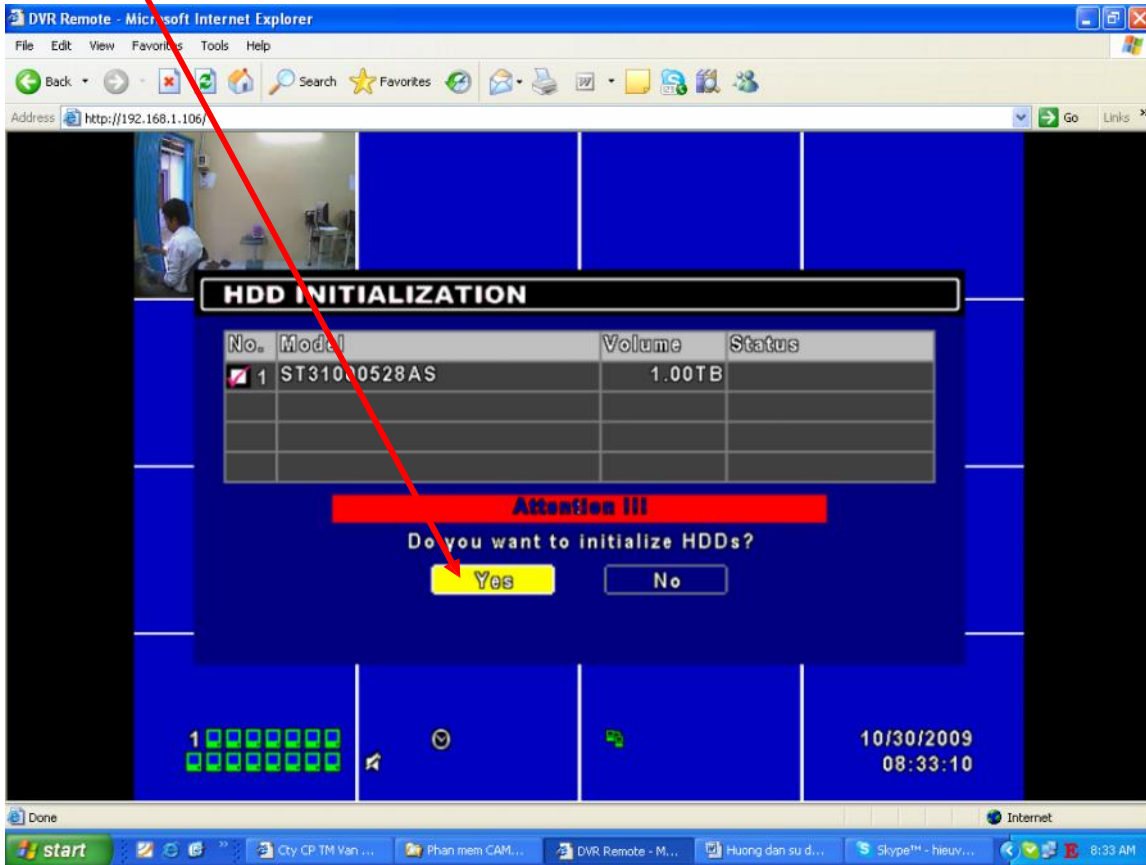 DVR Remote - Microsoft Internet Explorer
File Edit View Favorites Tools Help
Back Search Favorites
Address http://192.168.1.106/ Go Links »
HDD INITIALIZATION
No. Model Volume Status
1 ST31000528AS 1.00TB
Attention !!!
Do you want to initialize HDDs?
Yes No
1
10/30/2009
08:33:10
Done Internet
start » Cty CP TM Van ... Phan mem CAM... DVR Remote - M... Huong dan su d... Skype™ - hieuv... E 8:33 AM